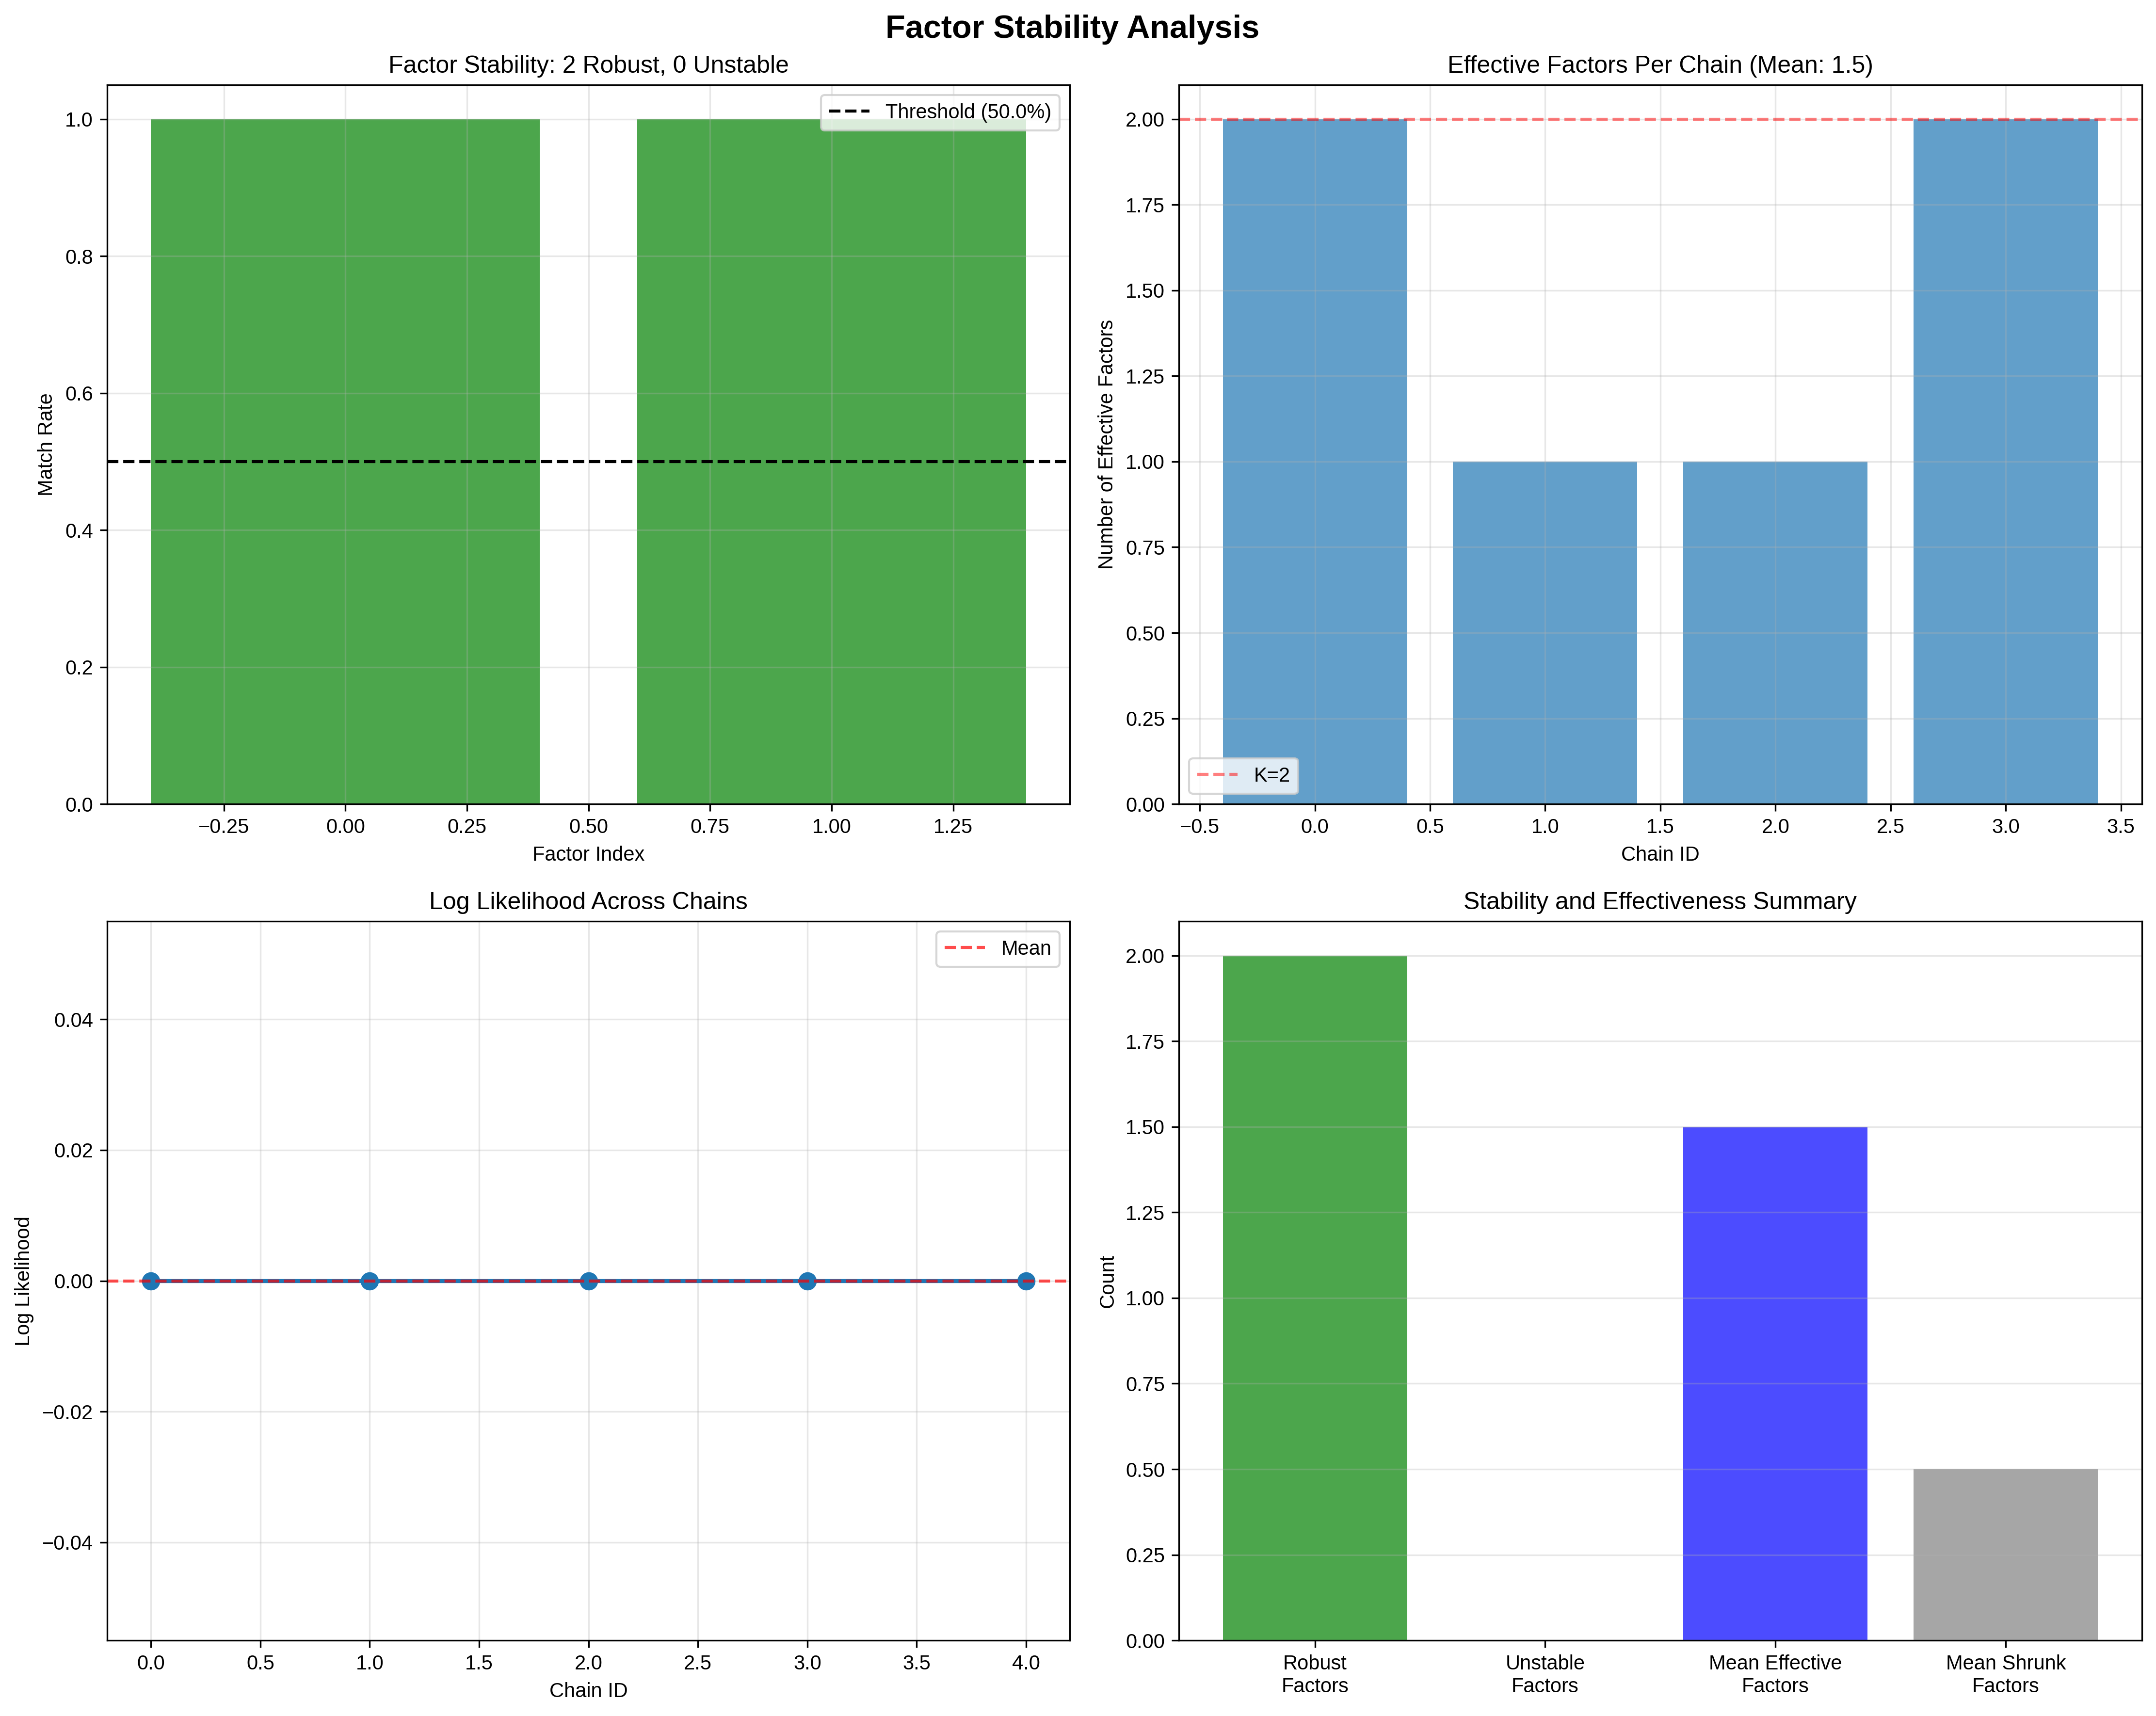 Factor Stability Analysis
Factor Stability: 2 Robust, 0 Unstable
Threshold (50.0%)
Match Rate
1.0
0.8
0.6
0.4
0.2
0.0
−0.25 0.00 0.25 0.50 0.75 1.00 1.25
Factor Index
Effective Factors Per Chain (Mean: 1.5)
Number of Effective Factors
2.00
1.75
1.50
1.25
1.00
0.75
0.50
0.25
0.00
K=2
−0.5 0.0 0.5 1.0 1.5 2.0 2.5 3.0 3.5
Chain ID
Log Likelihood Across Chains
Mean
Log Likelihood
0.04
0.02
0.00
−0.02
−0.04
0.0 0.5 1.0 1.5 2.0 2.5 3.0 3.5 4.0
Chain ID
Stability and Effectiveness Summary
Count
2.00
1.75
1.50
1.25
1.00
0.75
0.50
0.25
0.00
Robust
Factors
Unstable
Factors
Mean Effective
Factors
Mean Shrunk
Factors